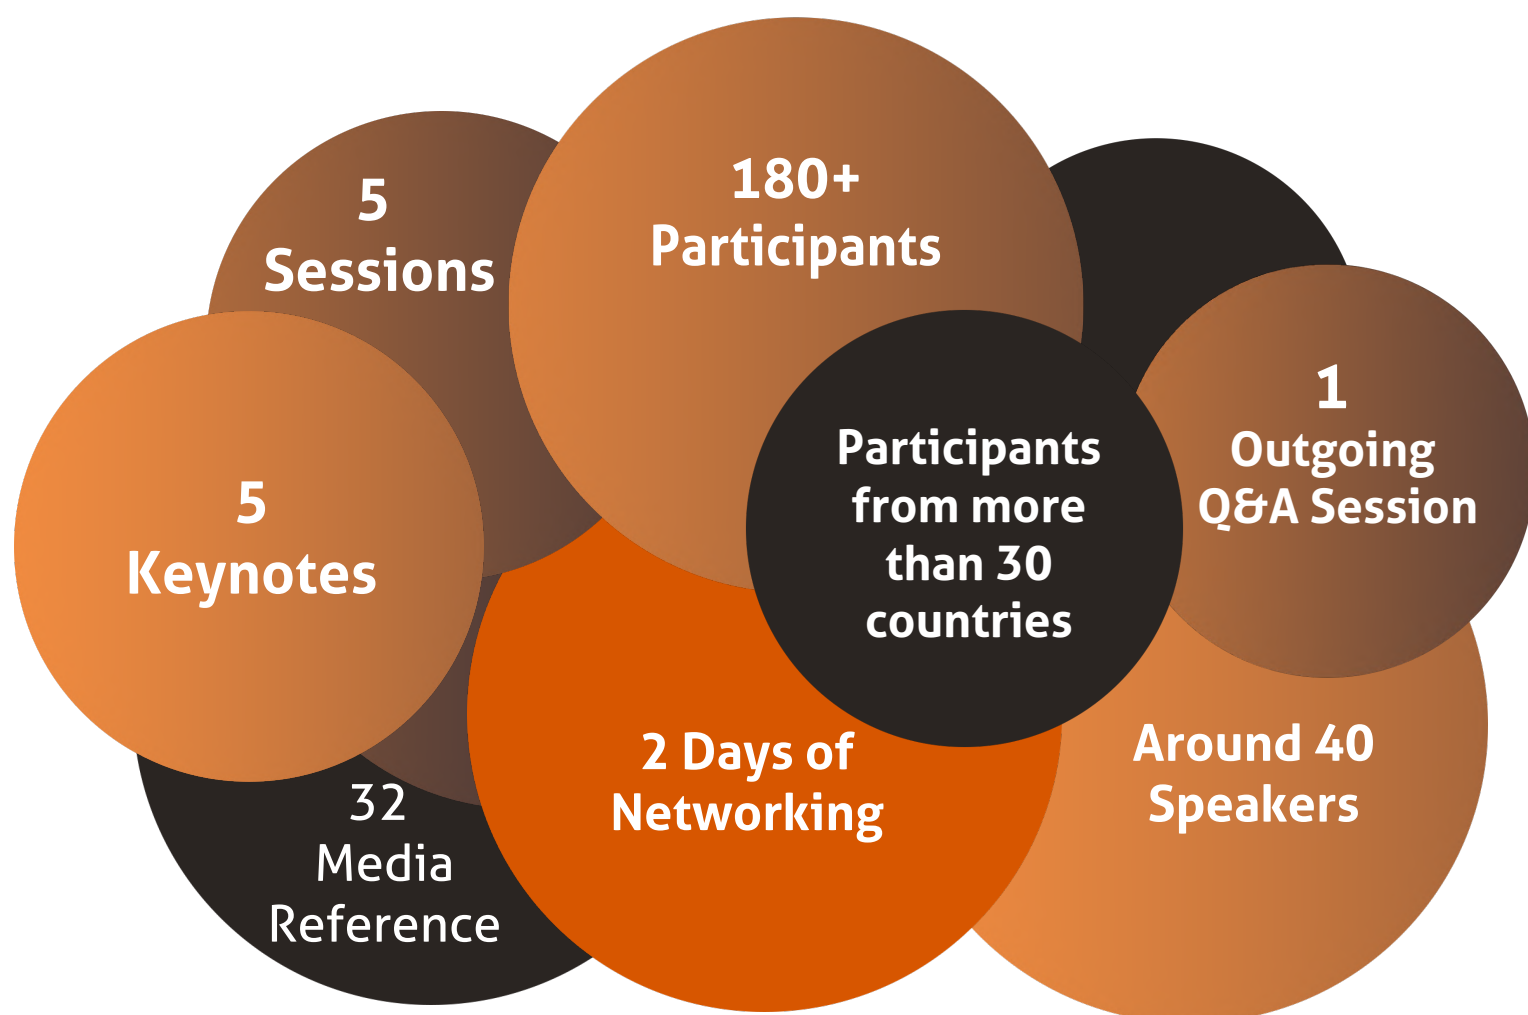 5
Sessions
180+
Participants
5
Keynotes
Participants
from more
than 30
countries
1
Outgoing
Q&A Session
32
Media
Reference
2 Days of
Networking
Around 40
Speakers